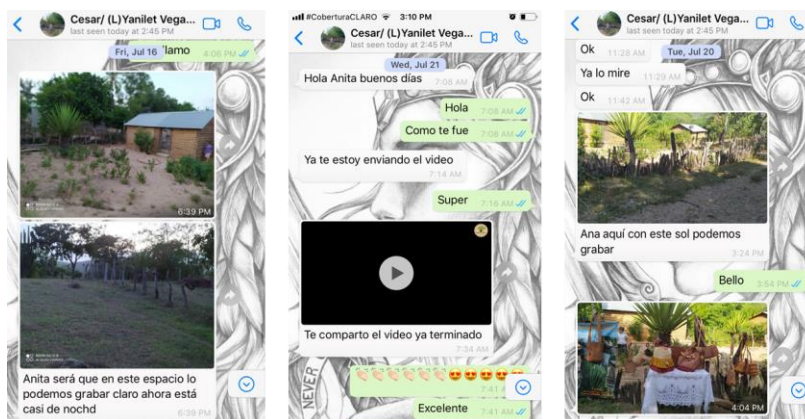 Cesar/ (L)Yanilet Vega...
last seen today at 2:45 PM
Fri, Jul 16
lamo 4:06 PM
6:39 PM
Anita será que en este espacio lo
podemos grabar claro ahora está
casi de nochd
6:39 PM
#CoberturaCLARO 3:10 PM
Cesar/ (L)Yanilet Vega...
last seen today at 2:45 PM
Wed, Jul 21
Hola Anita buenos días 7:08 AM
Hola 7:08 AM
Como te fue 7:08 AM
Ya te estoy enviando el video
7:14 AM
Super 7:16 AM
Te comparto el video ya terminado
7:34 AM
NEVER
7:41
Excelente 7:41 AM
Cesar/ (L)Yanilet Vega...
last seen today at 2:45 PM
Ok 11:28 AM
Tue, Jul 20
Ya lo mire 11:29 AM
Ok 11:42 AM
Ana aquí con este sol podemos
grabar
3:24 PM
Bello 3:54 PM
4:04 PM